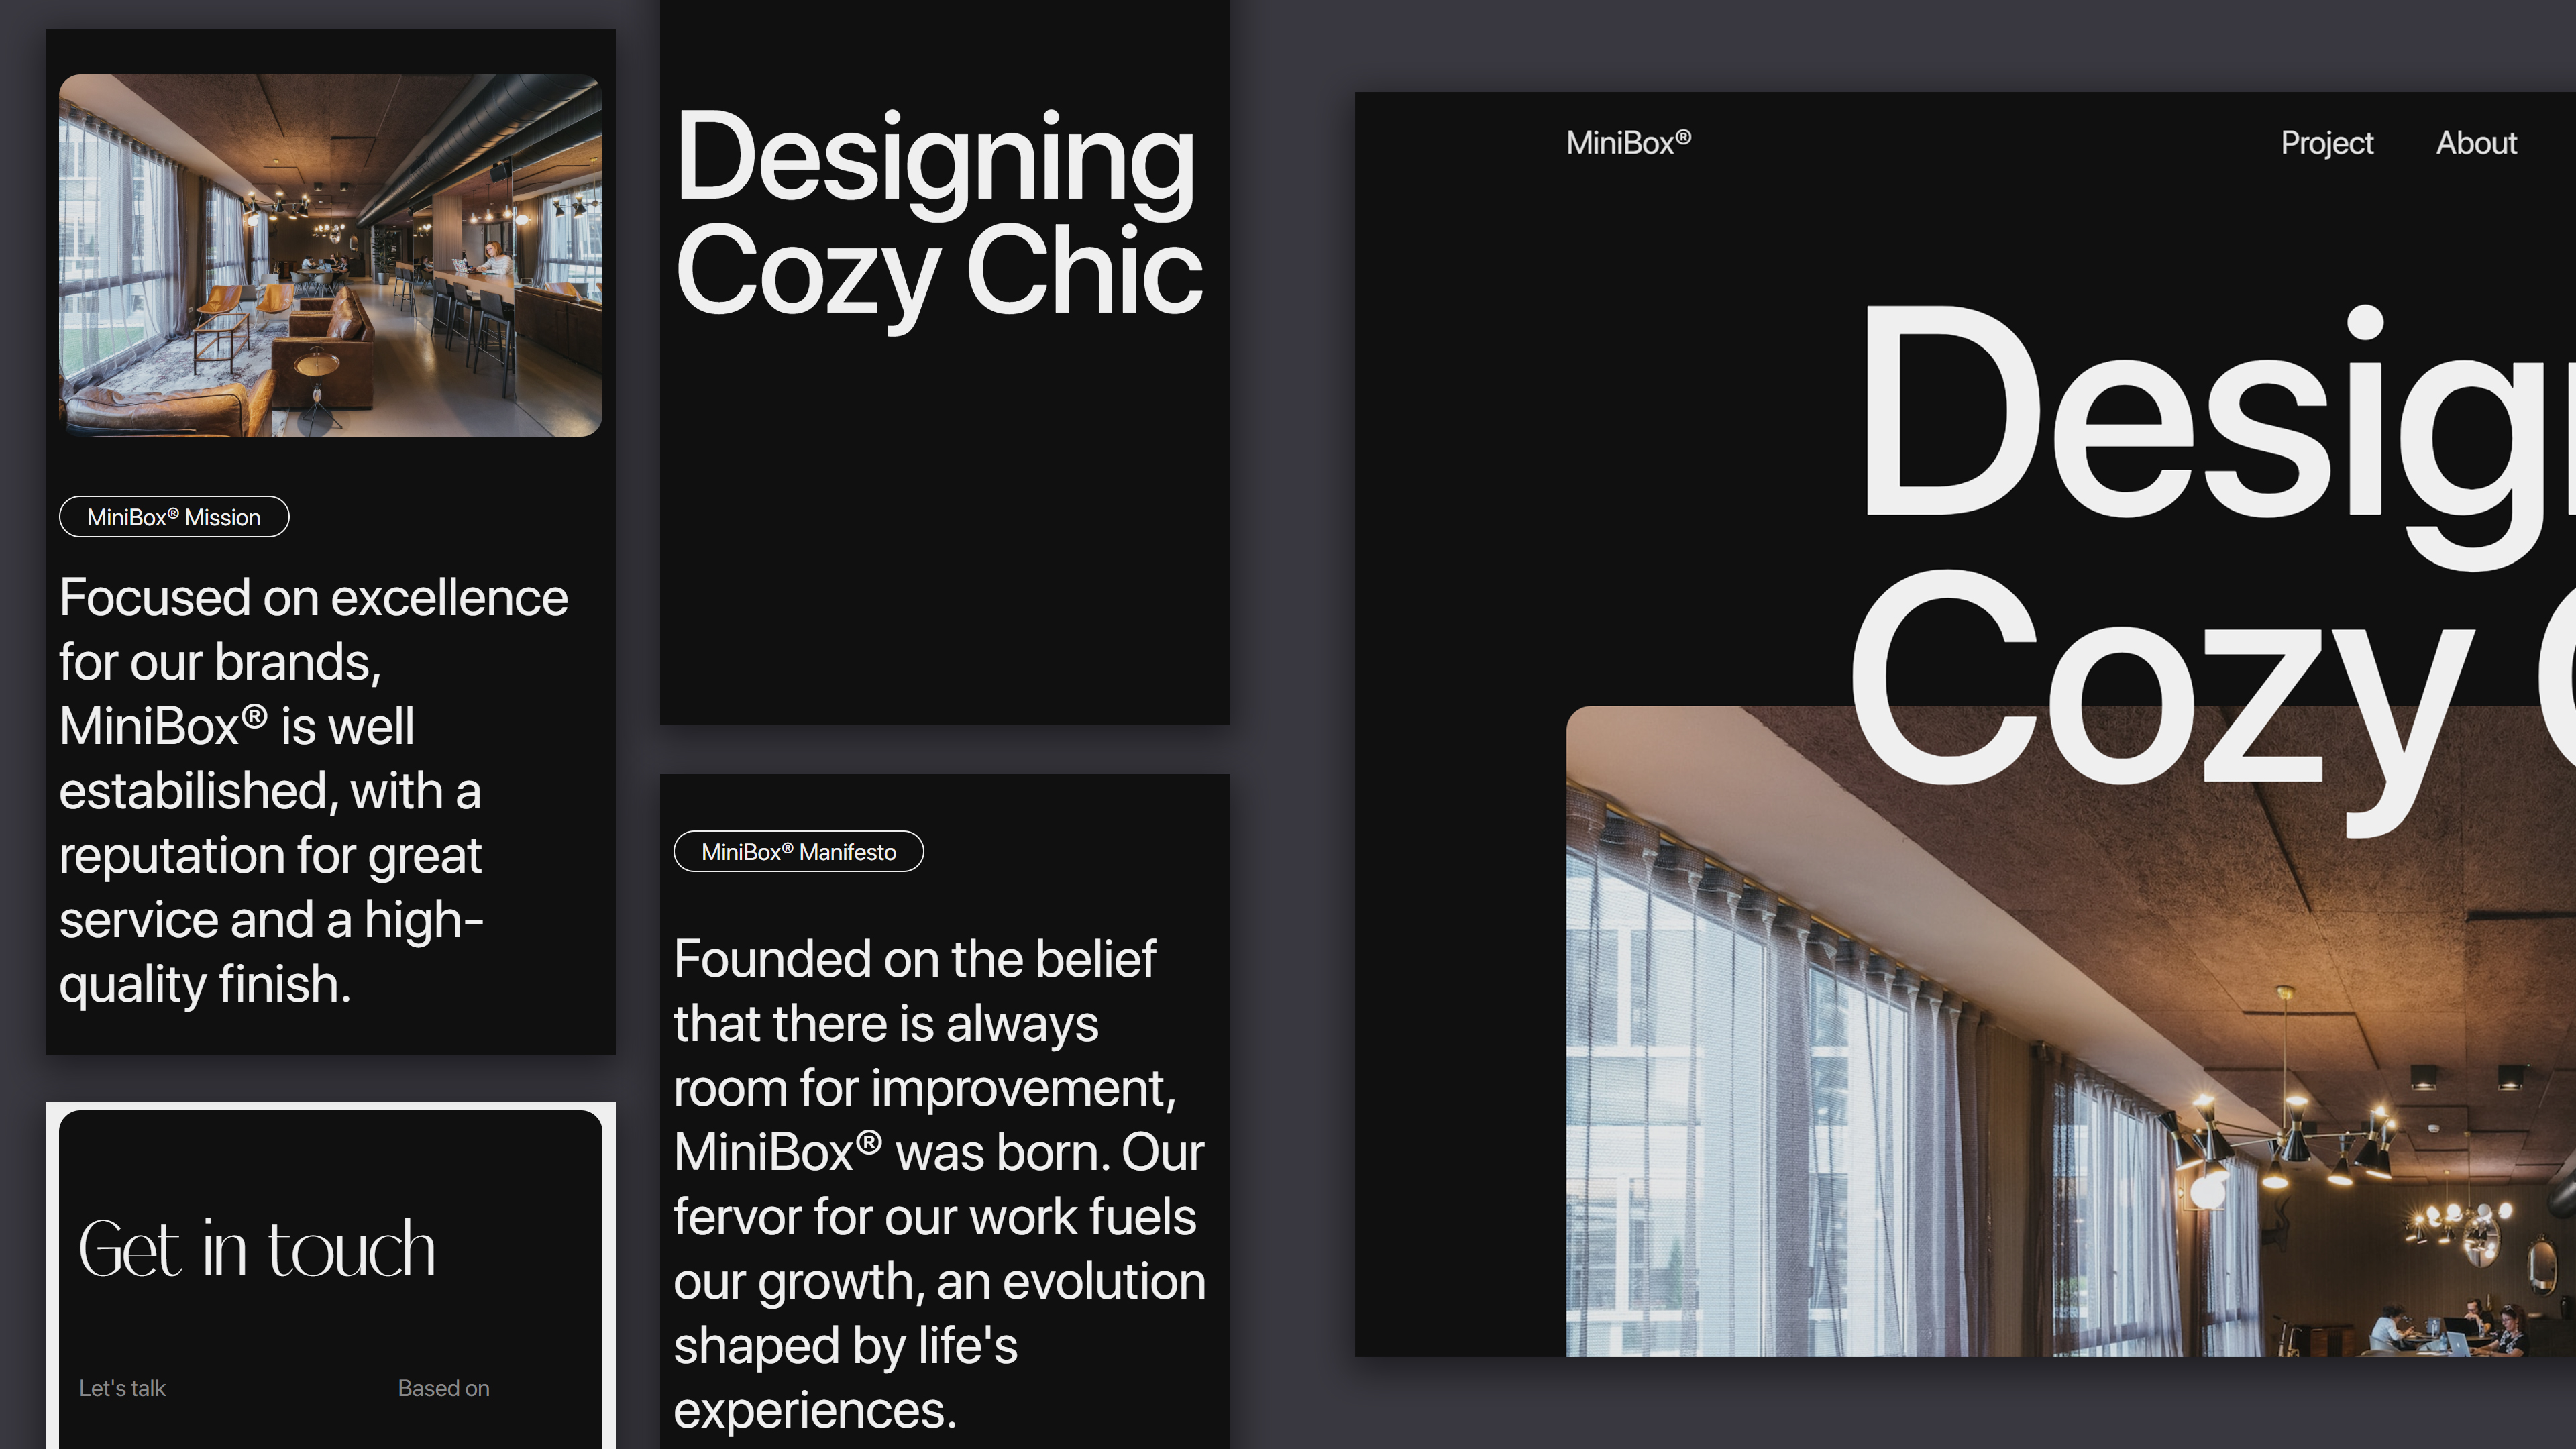 MiniBox® Mission
Focused on excellence
for our brands,
MiniBox® is well
estabilished, with a
reputation for great
service and a high-
quality finish.
Get in touch
Let's talk
Based on
Designing
Cozy Chic
MiniBox® Manifesto
Founded on the belief
that there is always
room for improvement,
MiniBox® was born. Our
fervor for our work fuels
our growth, an evolution
shaped by life's
experiences.
MiniBox®
Project
About
Design
Cozy C